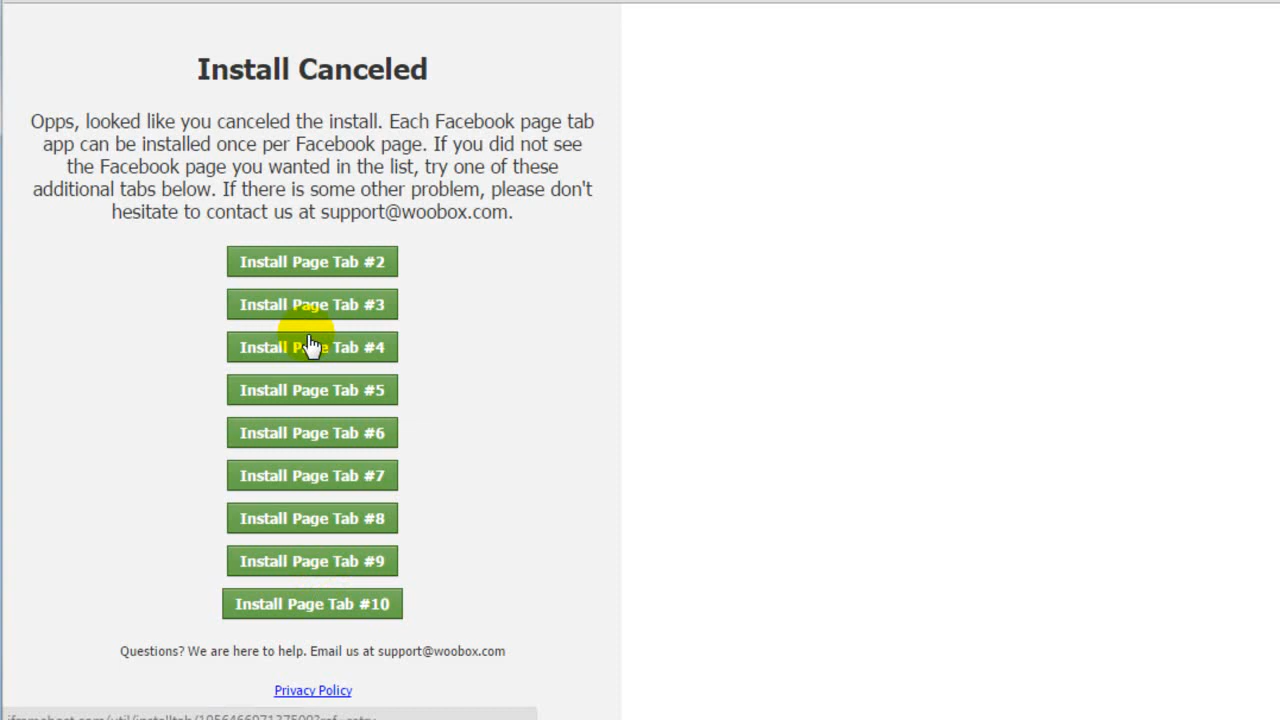 Install Canceled
Opps, looked like you canceled the install. Each Facebook page tab
app can be installed once per Facebook page. If you did not see
the Facebook page you wanted in the list, try one of these
additional tabs below. If there is some other problem, please don't
hesitate to contact us at support@woobox.com.
Install Page Tab #2
Install Page Tab #3
Install Page Tab #4
Install Page Tab #5
Install Page Tab #6
Install Page Tab #7
Install Page Tab #8
Install Page Tab #9
Install Page Tab #10
Questions? We are here to help. Email us at support@woobox.com
Privacy Policy